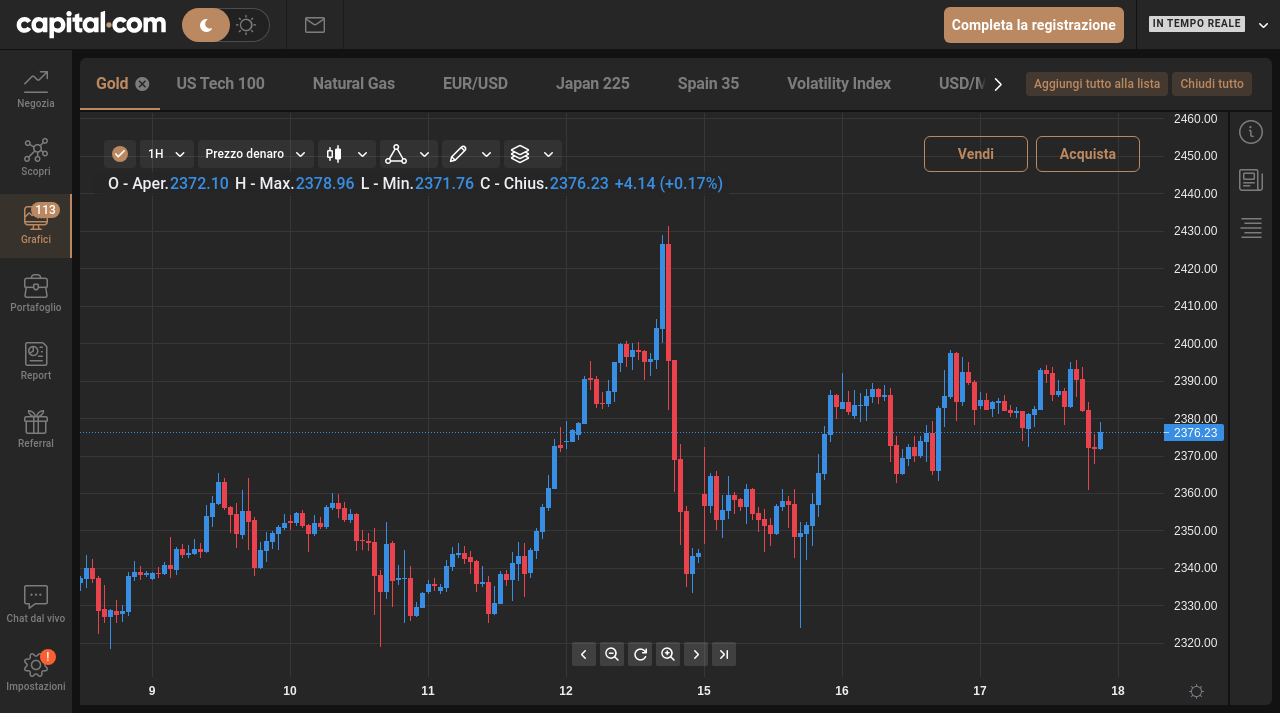 capital.com
Completa la registrazione
IN TEMPO REALE
Negozia
Scopri
113
Grafici
Portafoglio
Report
Referral
Chat dal vivo
!
Impostazioni
Gold
US Tech 100
Natural Gas
EUR/USD
Japan 225
Spain 35
Volatility Index
USD/M
Aggiungi tutto alla lista
Chiudi tutto
1H
Prezzo denaro
Vendi
Acquista
O - Aper.2372.10 H - Max.2378.96 L - Min.2371.76 C - Chius.2376.23 +4.14 (+0.17%)
2460.00
2450.00
2440.00
2430.00
2420.00
2410.00
2400.00
2390.00
2380.00
2376.23
2370.00
2360.00
2350.00
2340.00
2330.00
2320.00
9 10 11 12 15 16 17 18